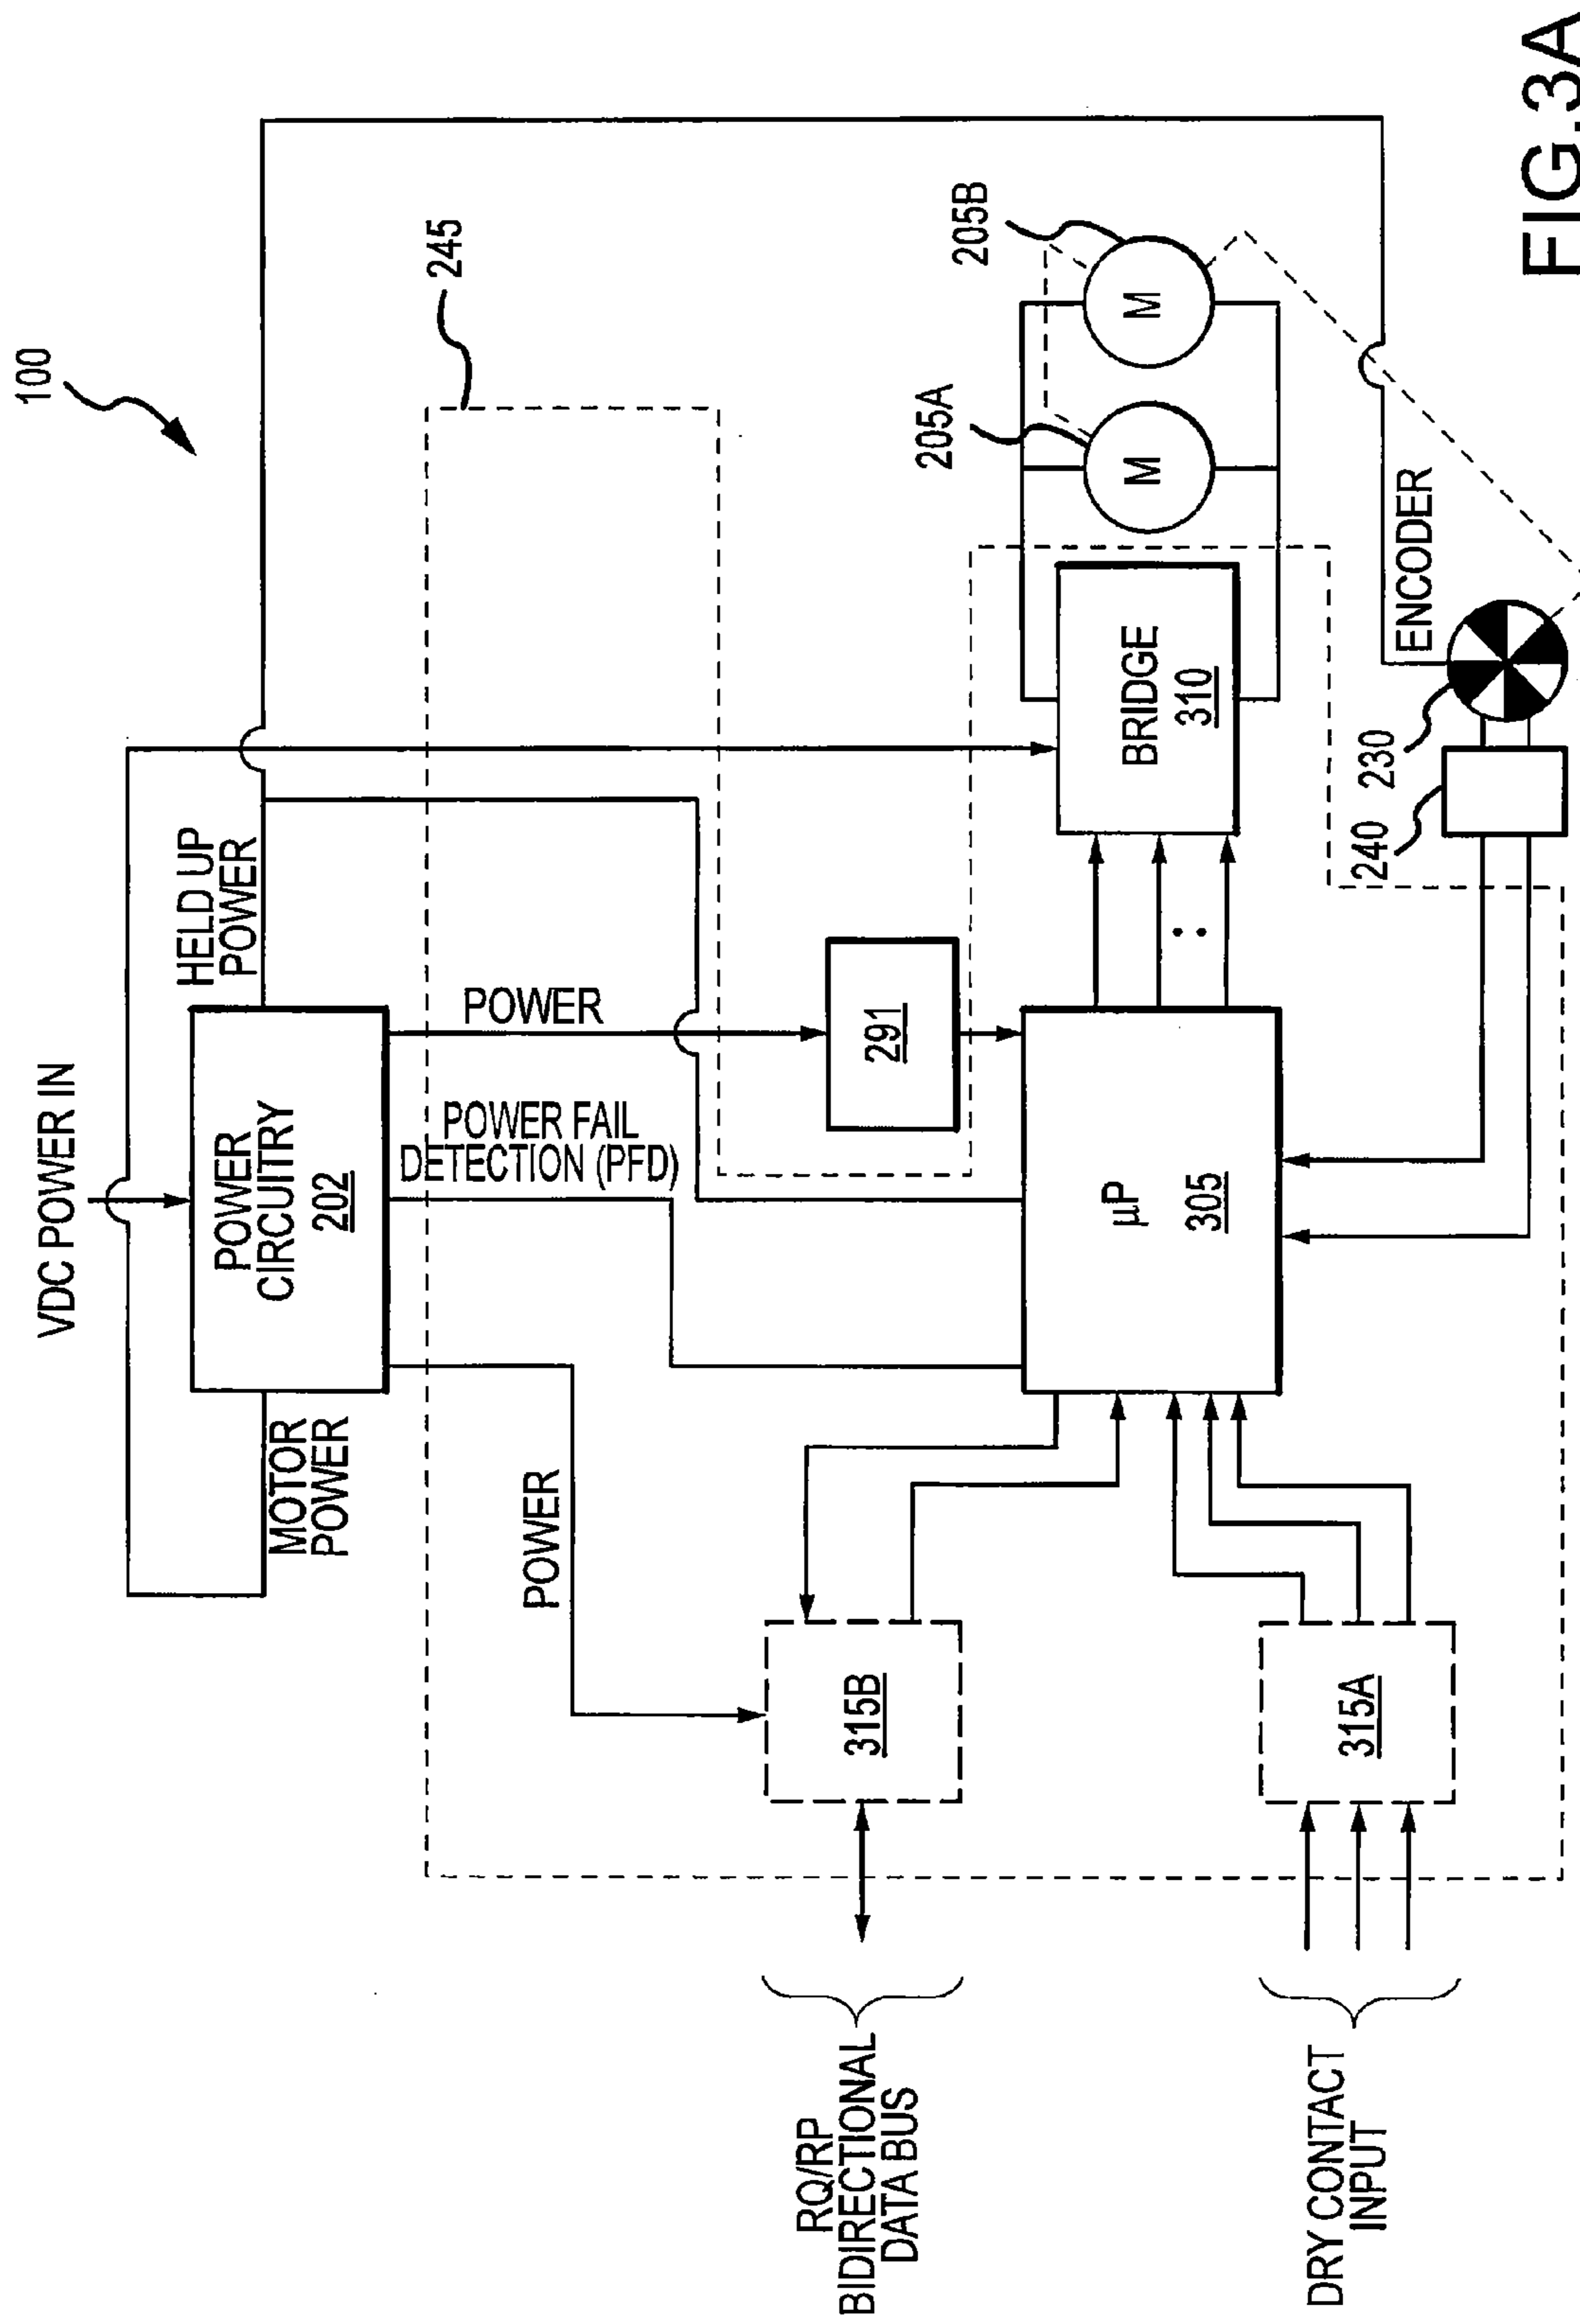 100
VDC POWER IN
HELD UP
POWER
POWER
CIRCUITRY
202
MOTOR
POWER
245
POWER
POWER FAIL
DETECTION (PFD)
POWER
291
205A
205B
M
M
BRIDGE
310
µP
305
315B
RQ/RP
BIDIRECTIONAL
DATA BUS
315A
DRY CONTACT
INPUT
ENCODER
230
240
FIG.3A